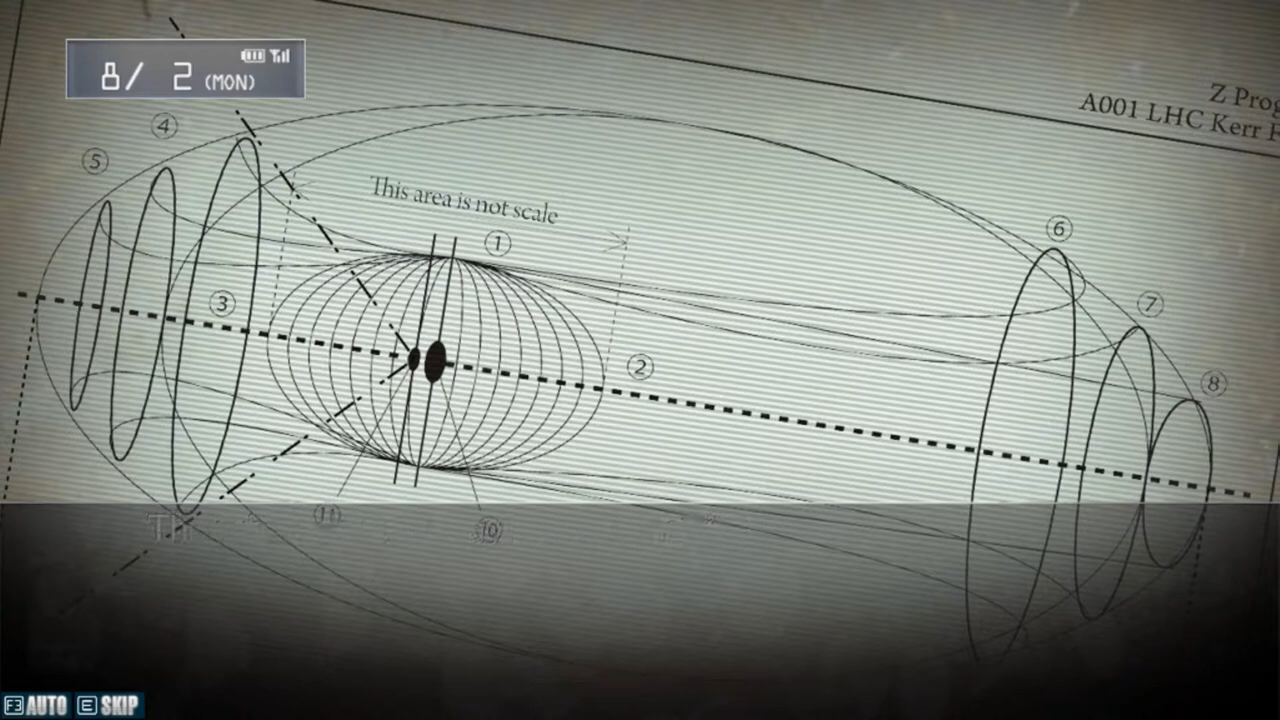 8/ 2 (MON)
Z Prog
A001 LHC Kerr
④
⑤
This area is not scale
①
⑥
③
⑦
②
⑧
⑪
⑩
F3 AUTO E SKIP